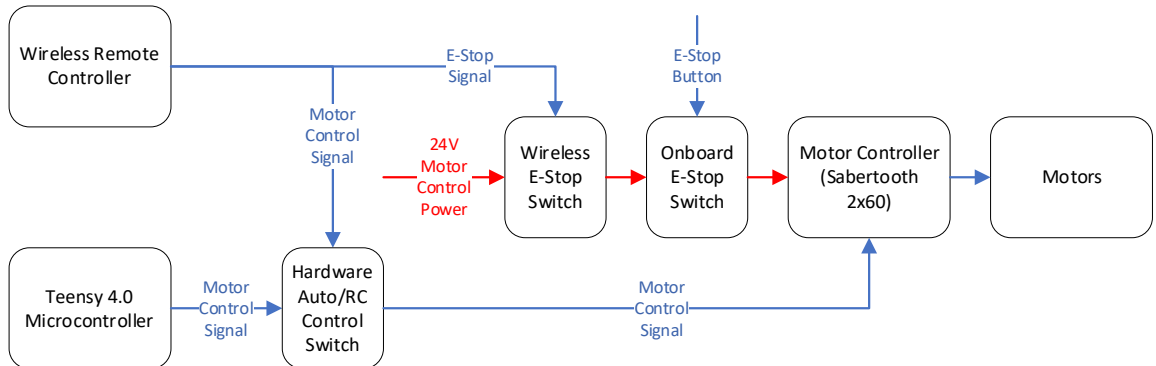 Wireless Remote
Controller
E-Stop
Signal
E-Stop
Button
Motor
Control
Signal
24V
Motor
Control
Power
Wireless
E-Stop
Switch
Onboard
E-Stop
Switch
Motor Controller
(Sabertooth
2x60)
Motors
Teensy 4.0
Microcontroller
Motor
Control
Signal
Hardware
Auto/RC
Control
Switch
Motor
Control
Signal